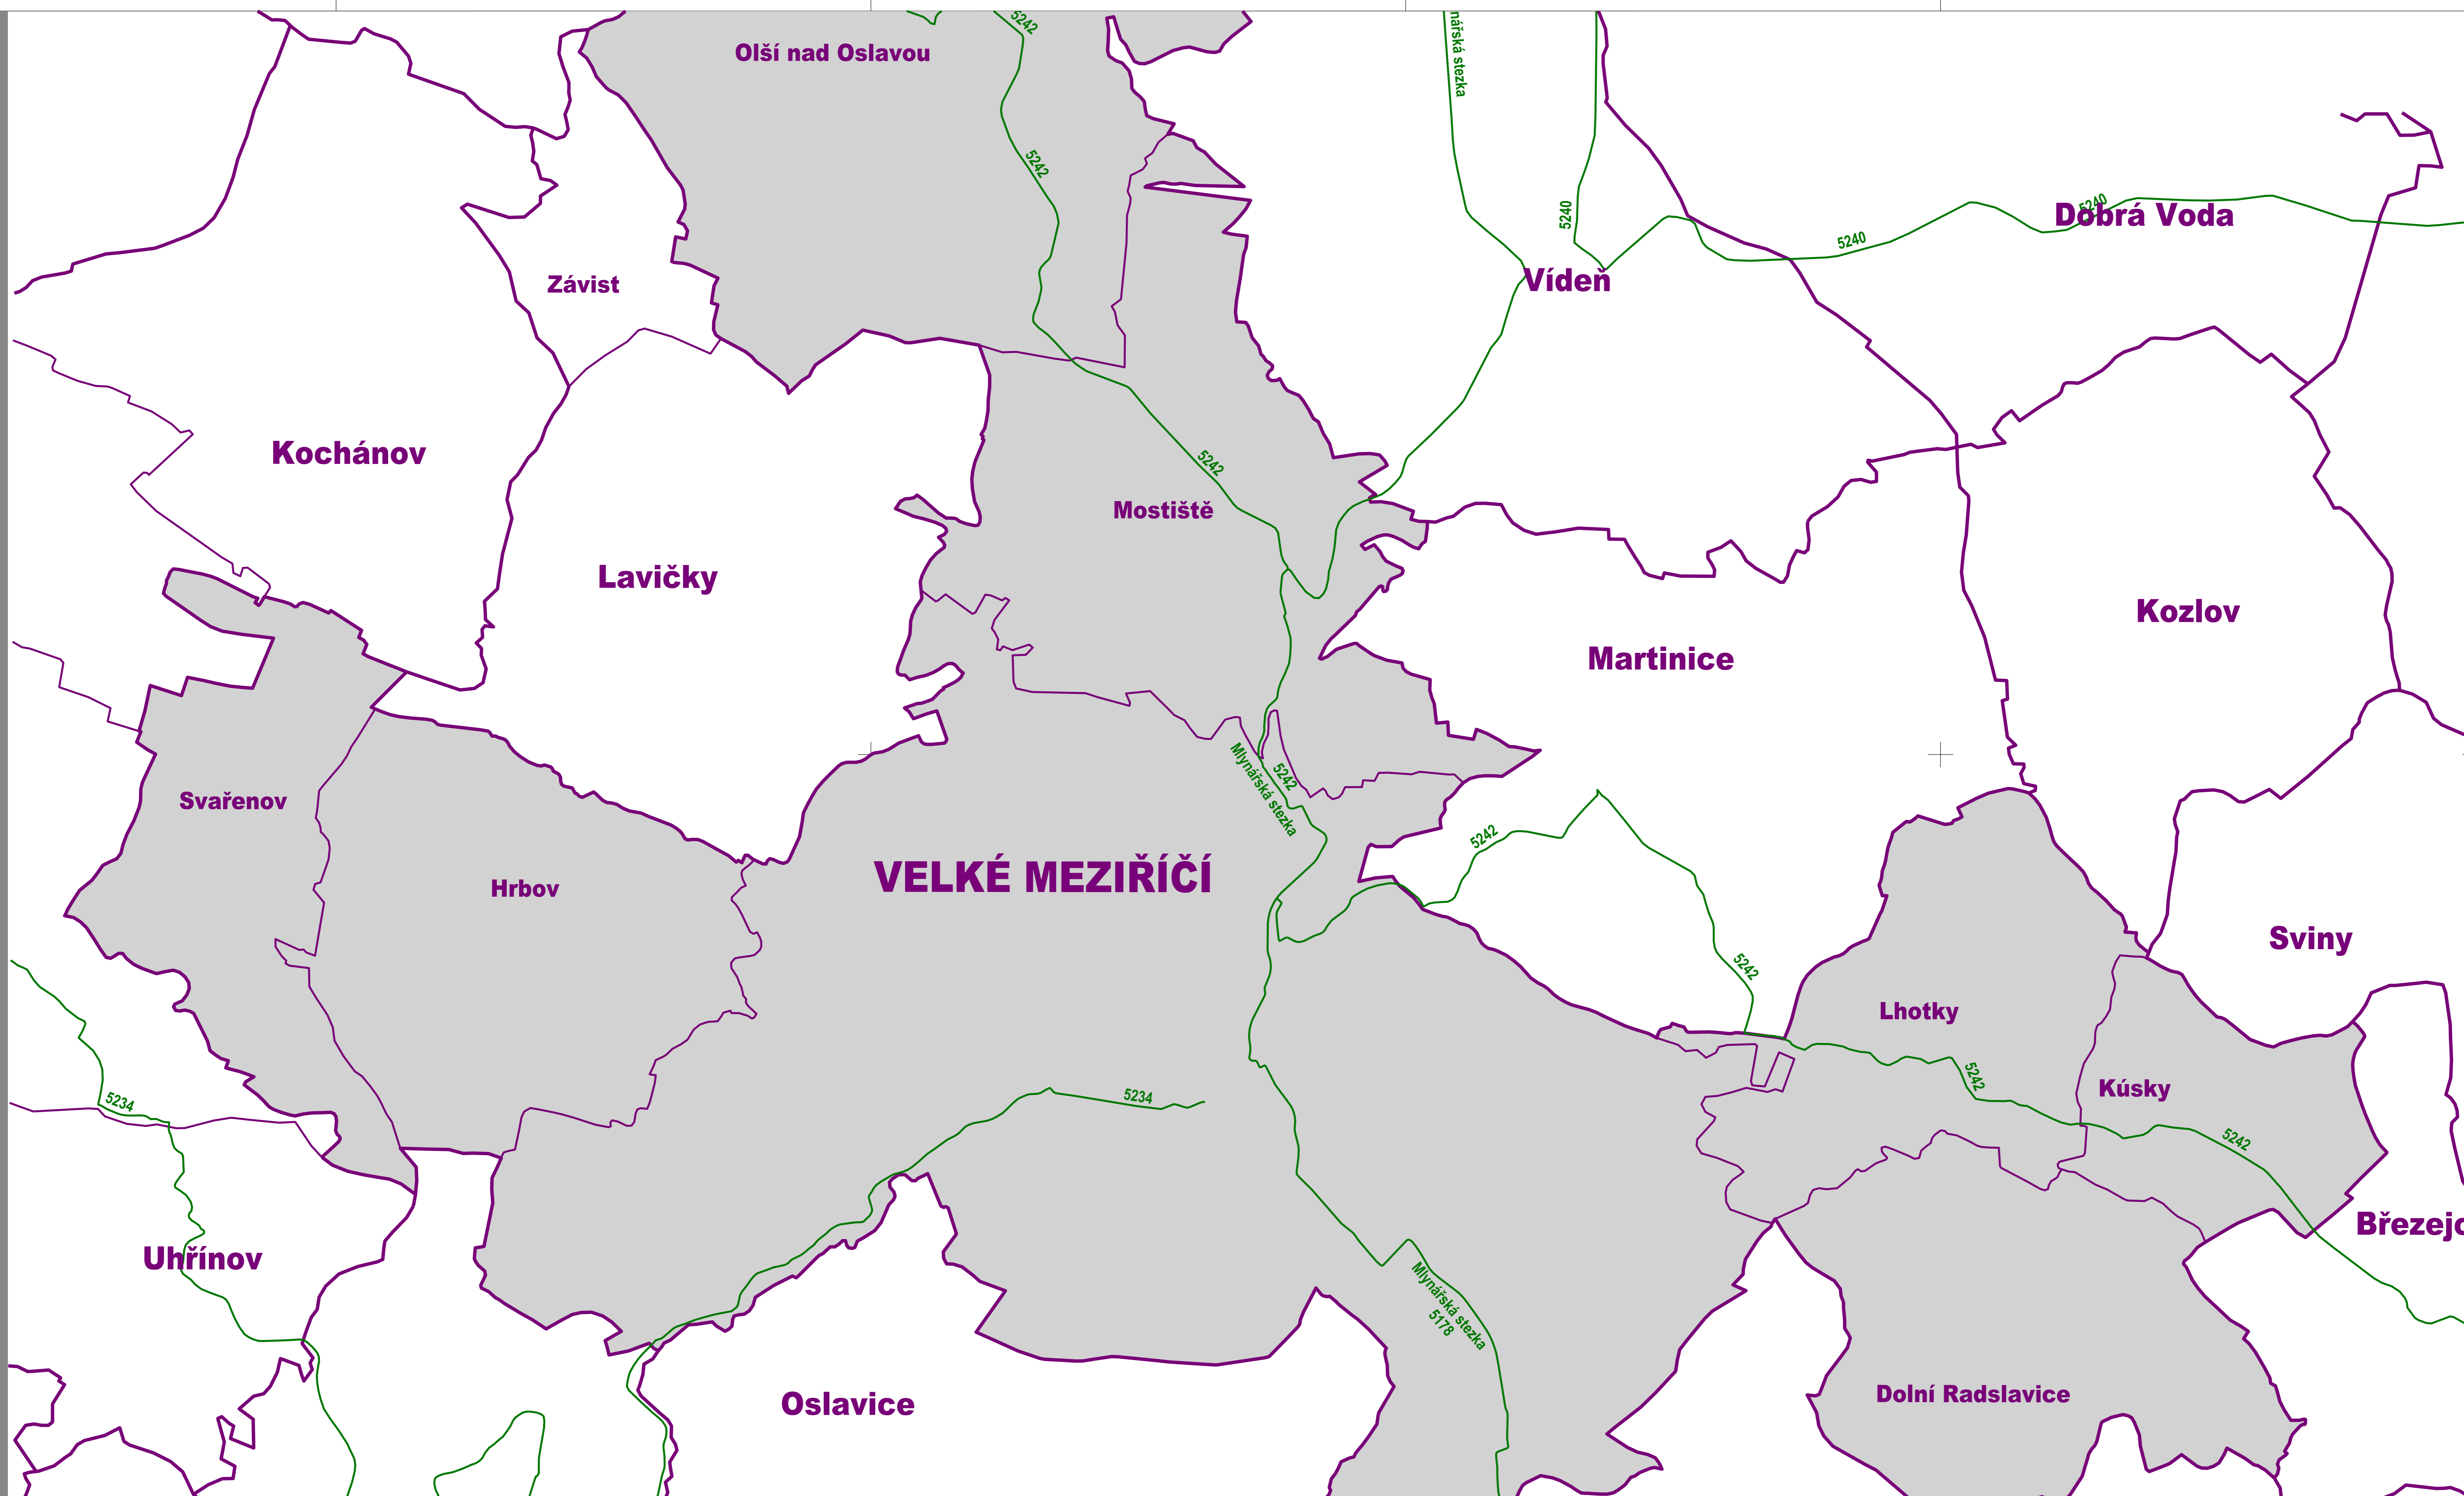 5242
nářská stezka
Olší nad Oslavou
5242
5240
5240
Dobrá Voda
5240
Vídeň
Závist
Kochánov
5242
Mostiště
Lavičky
Kozlov
Martinice
Svařenov
5242
Mlynářská stezka
5242
VELKÉ MEZIŘÍČÍ
Hrbov
Sviny
5242
Lhotky
5242
Kúsky
5234
5234
5242
Březejc
Uhřínov
Mlynářská stezka
5178
Dolní Radslavice
Oslavice